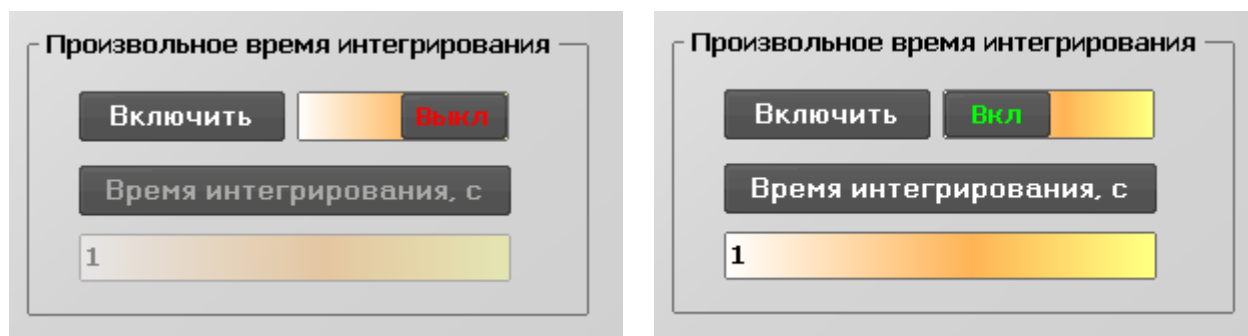 Произвольное время интегрирования
Включить Выкл
Время интегрирования, с
1
Произвольное время интегрирования
Включить Вкл
Время интегрирования, с
1